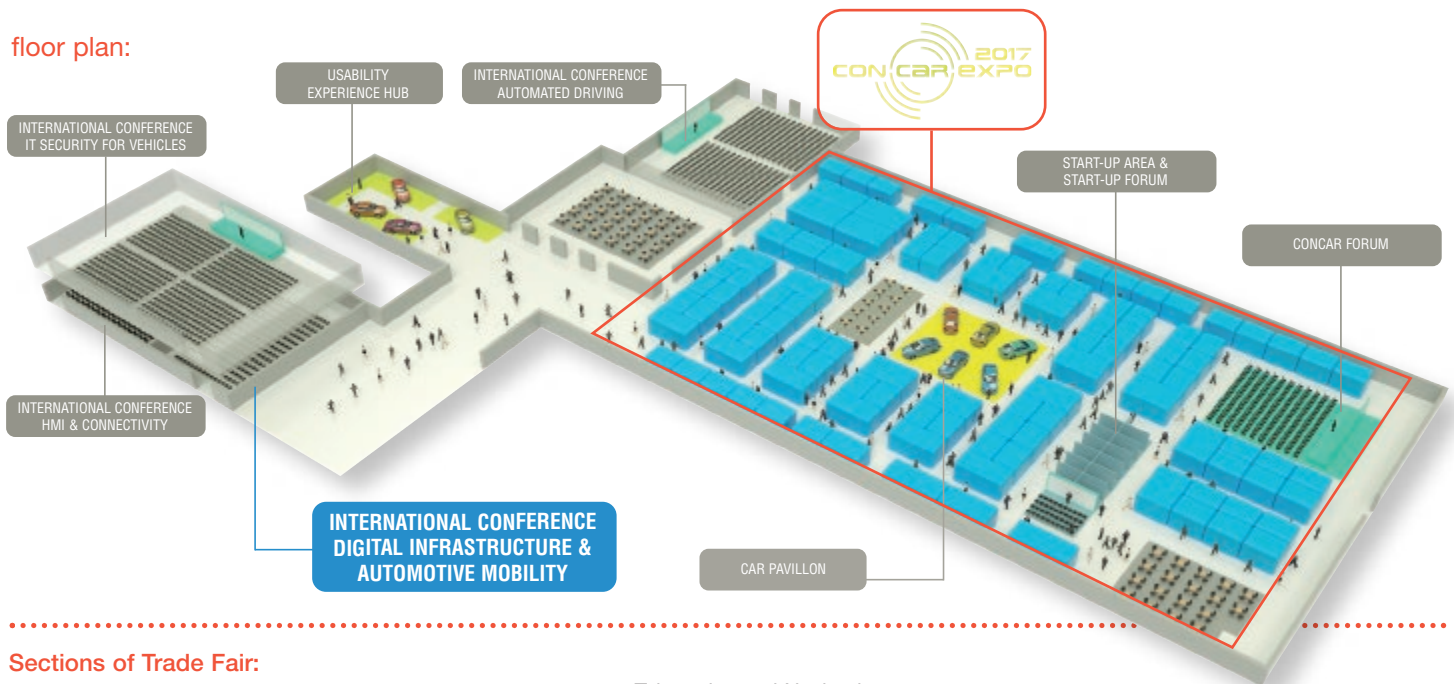 floor plan:
2017
CON CAR EXPO
USABILITY
EXPERIENCE HUB
INTERNATIONAL CONFERENCE
AUTOMATED DRIVING
INTERNATIONAL CONFERENCE
IT SECURITY FOR VEHICLES
START-UP AREA &
START-UP FORUM
CONCAR FORUM
INTERNATIONAL CONFERENCE
HMI & CONNECTIVITY
INTERNATIONAL CONFERENCE
DIGITAL INFRASTRUCTURE &
AUTOMOTIVE MOBILITY
CAR PAVILLON
Sections of Trade Fair: